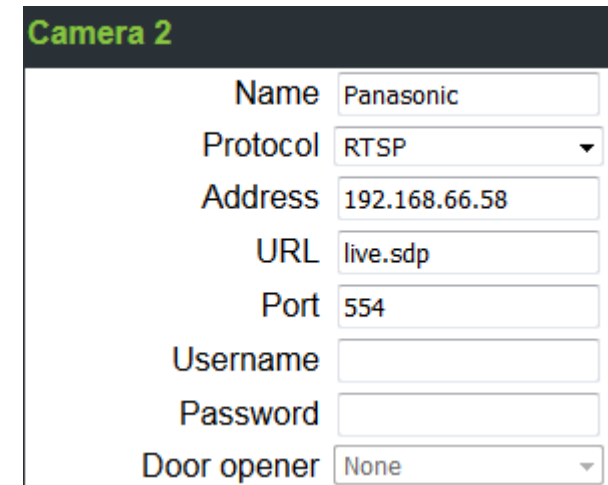 Camera 2
Name Panasonic
Protocol RTSP
Address 192.168.66.58
URL live.sdp
Port 554
Username
Password
Door opener None